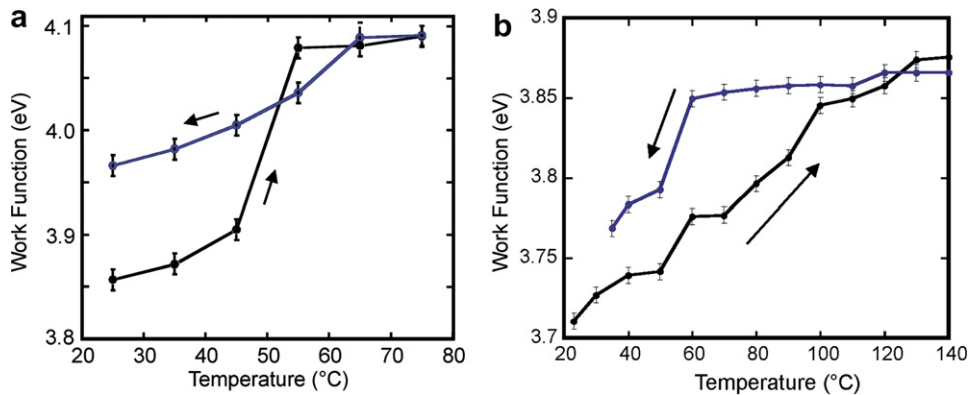 a
Work Function (eV)
4.1
4.0
3.9
3.8
20 30 40 50 60 70 80
Temperature (°C)
b
Work Function (eV)
3.9
3.85
3.8
3.75
3.7
20 40 60 80 100 120 140
Temperature (°C)